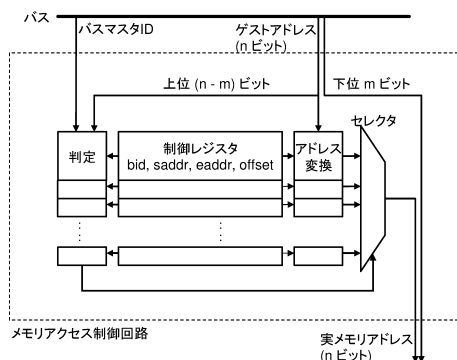 バス
バスマスタID
ゲストアドレス
(n ビット)
上位 (n - m) ビット
下位 m ビット
セレクタ
判定
制御レジスタ
bid, saddr, eaddr, offset
アドレス
変換
メモリアクセス制御回路
実メモリアドレス
(n ビット)